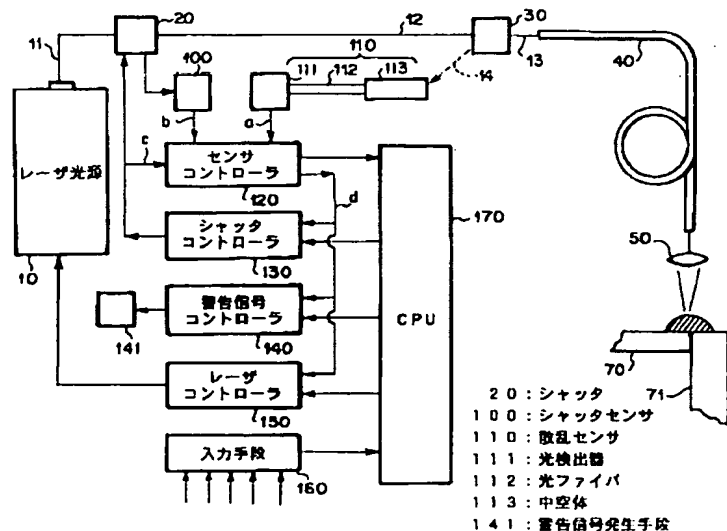 20
11
12
30
13
40
100
110
111
112
113
14
b
a
c
センサ
コントローラ
120
d
レーザ光源
10
シャッタ
コントローラ
130
170
CPU
50
警告信号
コントローラ
140
141
レーザ
コントローラ
150
70
71
入力手段
160
20:シャッタ
100:シャッタセンサ
110:散乱センサ
111:光検出器
112:光ファイバ
113:中空体
141:警告信号発生手段